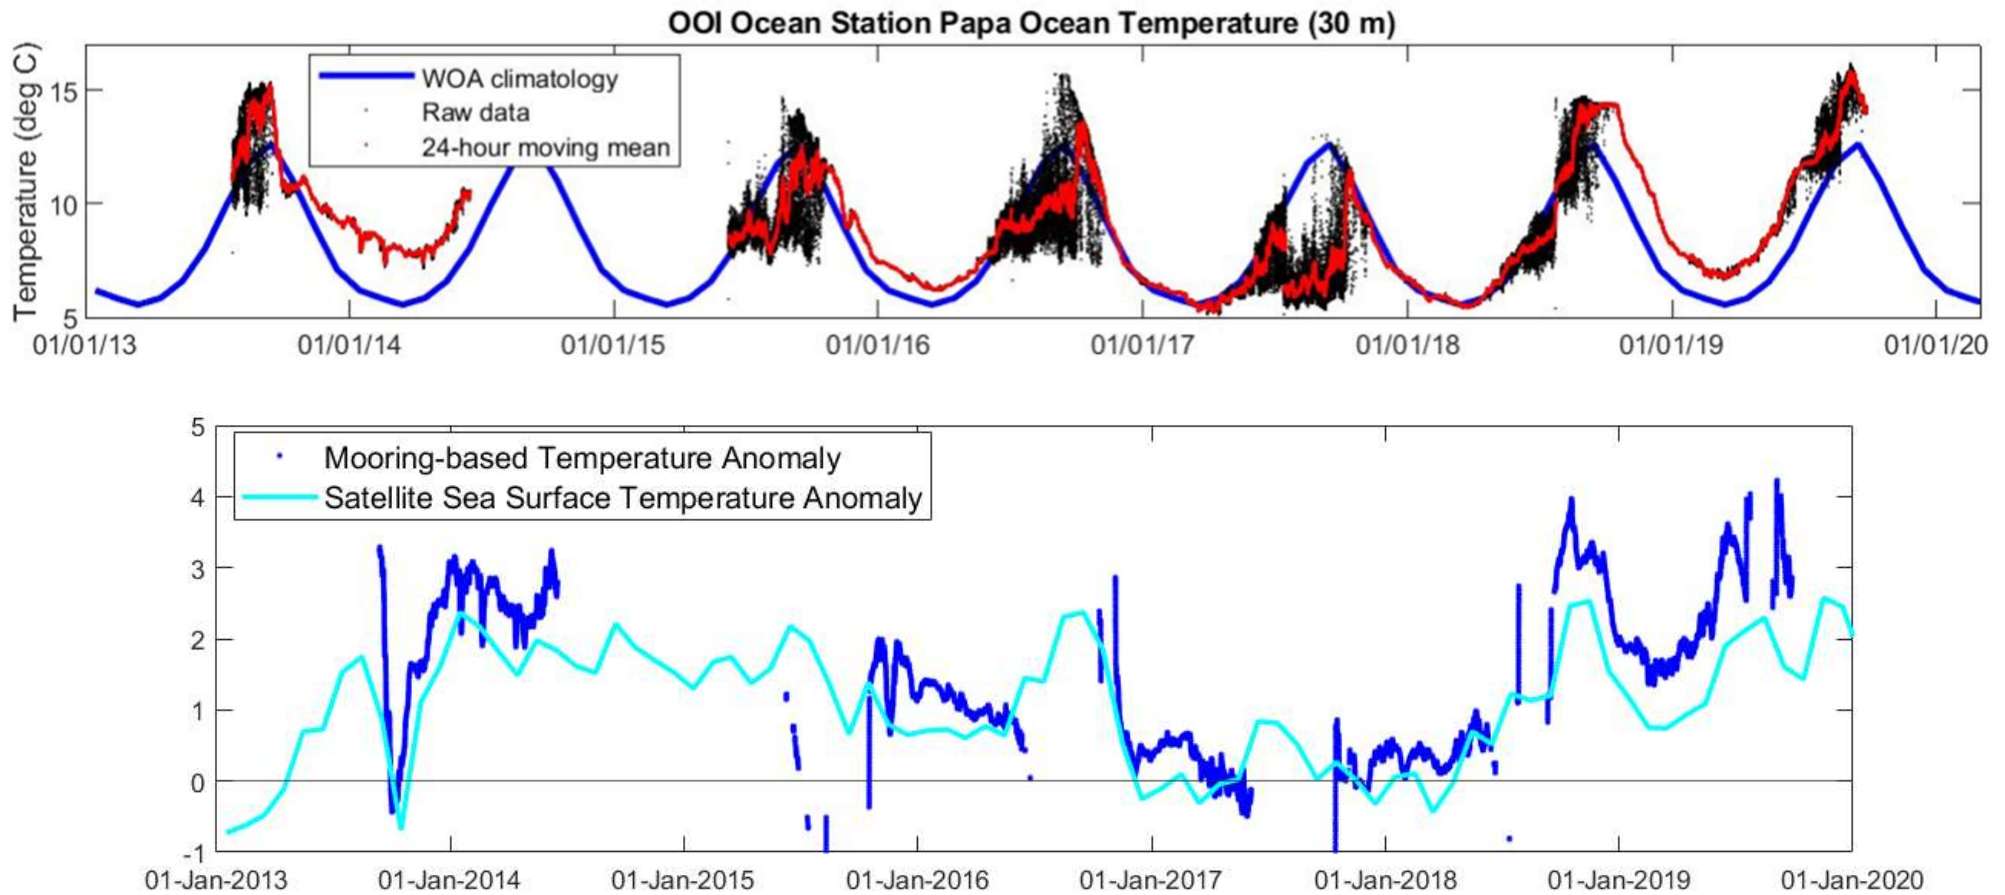 OOI Ocean Station Papa Ocean Temperature (30 m)
Temperature (deg C)
15
10
5
WOA climatology
Raw data
24-hour moving mean
01/01/13 01/01/14 01/01/15 01/01/16 01/01/17 01/01/18 01/01/19 01/01/20
5
4
3
2
1
0
-1
Mooring-based Temperature Anomaly
Satellite Sea Surface Temperature Anomaly
01-Jan-2013 01-Jan-2014 01-Jan-2015 01-Jan-2016 01-Jan-2017 01-Jan-2018 01-Jan-2019 01-Jan-2020